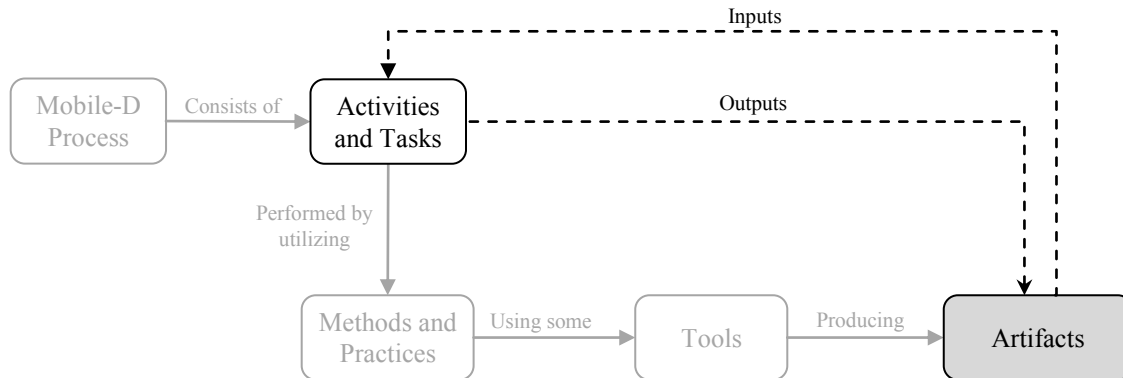 Inputs
Mobile-D
Process
Consists of
Activities
and Tasks
Outputs
Performed by
utilizing
Methods and
Practices
Using some
Tools
Producing
Artifacts